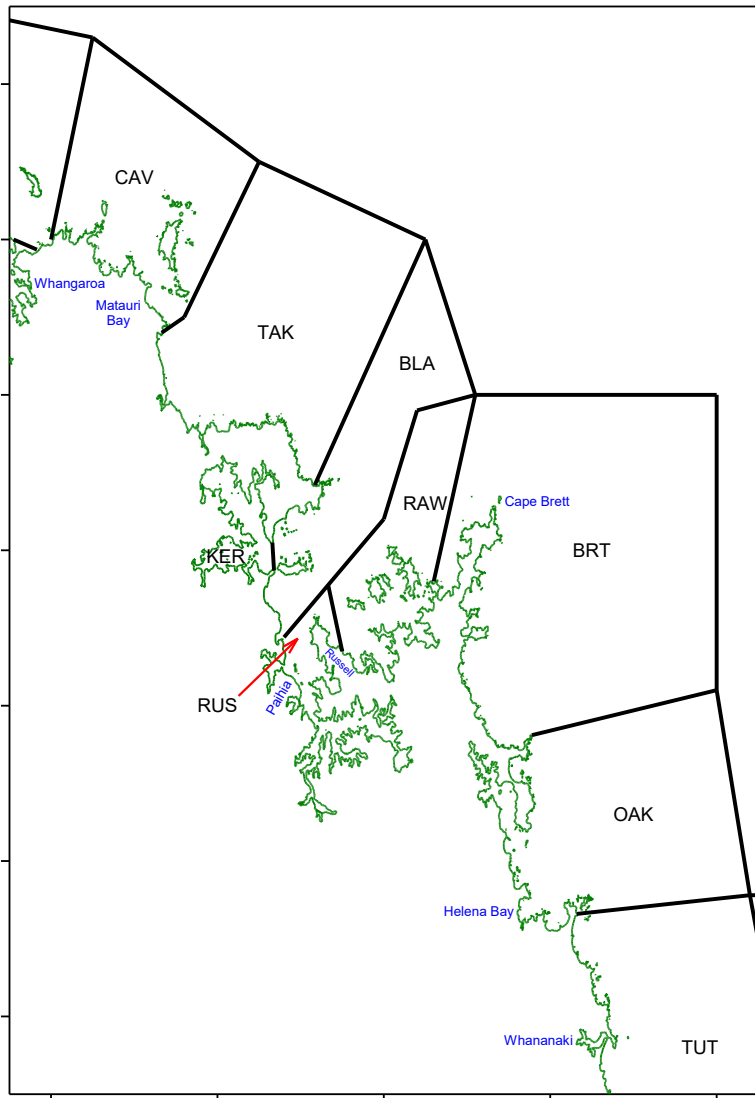 CAV
Whangaroa
Matauri
Bay
TAK
BLA
RAW
Cape Brett
BRT
KER
Russell
Paihia
RUS
OAK
Helena Bay
Whananaki
TUT